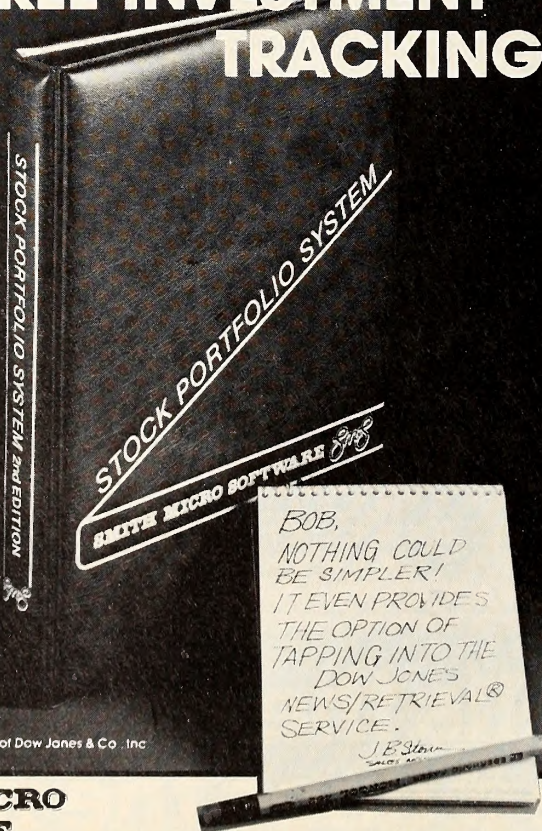 TRACKING
STOCK PORTFOLIO SYSTEM 2nd EDITION
STOCK PORTFOLIO SYSTEM
SMITH MICRO SOFTWARE
BOB,
NOTHING COULD
BE SIMPLER!
IT EVEN PROVIDES
THE OPTION OF
TAPPING INTO THE
DOW JONES
NEWS/RETRIEVAL®
SERVICE.
J B Stone
of Dow Jones & Co., Inc